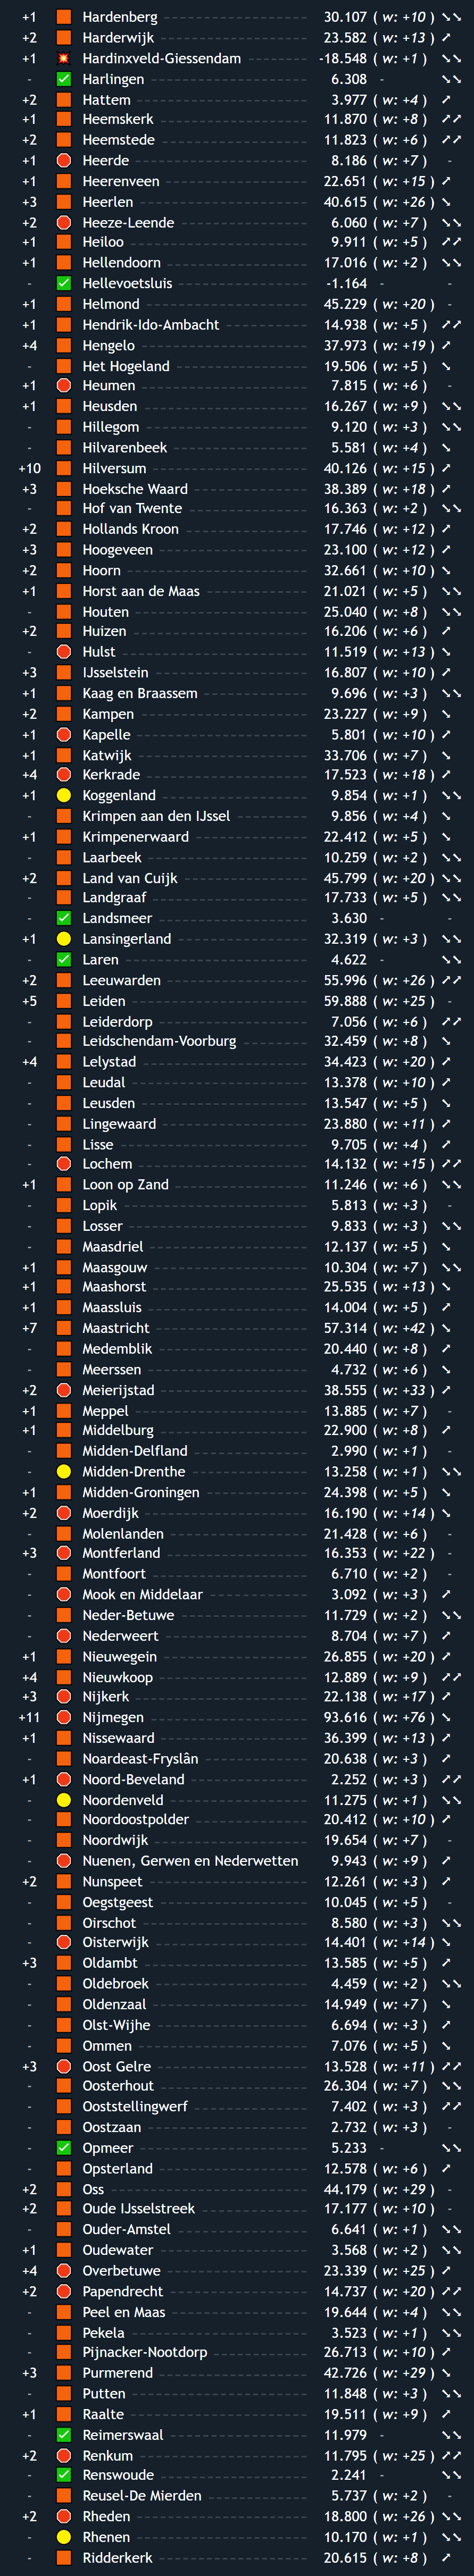 +1 Hardenberg 30.107 ( w: +10 ) ↘↘
+2 Harderwijk 23.582 ( w: +13 ) ↗
+1 Hardinxveld-Giessendam -18.548 ( w: +1 ) ↘↘
- Harlingen 6.308 - ↘↘
+2 Hattem 3.977 ( w: +4 ) ↗
+1 Heemskerk 11.870 ( w: +8 ) ↗↗
+2 Heemstede 11.823 ( w: +6 ) ↗↗
+1 Heerde 8.186 ( w: +7 ) -
+1 Heerenveen 22.651 ( w: +15 ) ↗
+3 Heerlen 40.615 ( w: +26 ) ↘
+2 Heeze-Leende 6.060 ( w: +7 ) ↘↘
+1 Heiloo 9.911 ( w: +5 ) ↗↗
+1 Hellendoorn 17.016 ( w: +2 ) ↘↘
- Hellevoetsluis -1.164 - -
+1 Helmond 45.229 ( w: +20 ) -
+1 Hendrik-Ido-Ambacht 14.938 ( w: +5 ) ↗↗
+4 Hengelo 37.973 ( w: +19 ) ↗
- Het Hogeland 19.506 ( w: +5 ) ↘
+1 Heumen 7.815 ( w: +6 ) -
+1 Heusden 16.267 ( w: +9 ) ↘↘
- Hillegom 9.120 ( w: +3 ) ↘↘
- Hilvarenbeek 5.581 ( w: +4 ) ↘
+10 Hilversum 40.126 ( w: +15 ) ↗
+3 Hoeksche Waard 38.389 ( w: +18 ) ↗
- Hof van Twente 16.363 ( w: +2 ) ↘↘
+2 Hollands Kroon 17.746 ( w: +12 ) ↗
+3 Hoogeveen 23.100 ( w: +12 ) ↗
+2 Hoorn 32.661 ( w: +10 ) ↘
+1 Horst aan de Maas 21.021 ( w: +5 ) ↘↘
- Houten 25.040 ( w: +8 ) ↘↘
+2 Huizen 16.206 ( w: +6 ) ↗
- Hulst 11.519 ( w: +13 ) ↘
+3 IJsselstein 16.807 ( w: +10 ) ↗
+1 Kaag en Braassem 9.696 ( w: +3 ) ↘↘
+2 Kampen 23.227 ( w: +9 ) ↘
+1 Kapelle 5.801 ( w: +10 ) ↗
+1 Katwijk 33.706 ( w: +7 ) ↘
+4 Kerkrade 17.523 ( w: +18 ) ↗
+1 Koggenland 9.854 ( w: +1 ) ↘↘
- Krimpen aan den IJssel 9.856 ( w: +4 ) ↘
+1 Krimpenerwaard 22.412 ( w: +5 ) ↘
- Laarbeek 10.259 ( w: +2 ) ↘↘
+2 Land van Cuijk 45.799 ( w: +20 ) ↘↘
- Landgraaf 17.733 ( w: +5 ) ↘↘
- Landsmeer 3.630 - -
+1 Lansingerland 32.319 ( w: +3 ) ↘↘
- Laren 4.622 - ↘↘
+2 Leeuwarden 55.996 ( w: +26 ) ↗↗
+5 Leiden 59.888 ( w: +25 ) -
- Leiderdorp 7.056 ( w: +6 ) ↗↗
- Leidschendam-Voorburg 32.459 ( w: +8 ) ↘
+4 Lelystad 34.423 ( w: +20 ) ↗
- Leudal 13.378 ( w: +10 ) ↗
- Leusden 13.547 ( w: +5 ) ↘
- Lingewaard 23.880 ( w: +11 ) ↗
- Lisse 9.705 ( w: +4 ) ↗
- Lochem 14.132 ( w: +15 ) ↗↗
+1 Loon op Zand 11.246 ( w: +6 ) ↘↘
- Lopik 5.813 ( w: +3 ) -
- Losser 9.833 ( w: +3 ) ↘↘
- Maasdriel 12.137 ( w: +5 ) ↘
+1 Maasgouw 10.304 ( w: +7 ) ↘↘
+1 Maashorst 25.535 ( w: +13 ) ↘
+1 Maassluis 14.004 ( w: +5 ) ↗
+7 Maastricht 57.314 ( w: +42 ) ↘
- Medemblik 20.440 ( w: +8 ) ↗
- Meerssen 4.732 ( w: +6 ) ↘
+2 Meierijstad 38.555 ( w: +33 ) ↗
+1 Meppel 13.885 ( w: +7 ) -
+1 Middelburg 22.900 ( w: +8 ) ↗
- Midden-Delfland 2.990 ( w: +1 ) -
- Midden-Drenthe 13.258 ( w: +1 ) ↘↘
+1 Midden-Groningen 24.398 ( w: +5 ) ↘
+2 Moerdijk 16.190 ( w: +14 ) ↘
- Molenlanden 21.428 ( w: +6 ) -
+3 Montferland 16.353 ( w: +22 ) -
- Montfoort 6.710 ( w: +2 ) -
- Mook en Middelaar 3.092 ( w: +3 ) ↗
- Neder-Betuwe 11.729 ( w: +2 ) ↘↘
- Nederweert 8.704 ( w: +7 ) ↗
+1 Nieuwegein 26.855 ( w: +20 ) ↗
+4 Nieuwkoop 12.889 ( w: +9 ) ↗↗
+3 Nijkerk 22.138 ( w: +17 ) ↗
+11 Nijmegen 93.616 ( w: +76 ) ↘
+1 Nissewaard 36.399 ( w: +13 ) ↗
- Noardeast-Fryslân 20.638 ( w: +3 ) ↗
+1 Noord-Beveland 2.252 ( w: +3 ) ↗↗
- Noordenveld 11.275 ( w: +1 ) ↘↘
- Noordoostpolder 20.412 ( w: +10 ) ↗
- Noordwijk 19.654 ( w: +7 ) -
- Nuenen, Gerwen en Nederwetten 9.943 ( w: +9 ) ↗
+2 Nunspeet 12.261 ( w: +3 ) ↗
- Oegstgeest 10.045 ( w: +5 ) -
- Oirschot 8.580 ( w: +3 ) ↘↘
- Oisterwijk 14.401 ( w: +14 ) ↘
+3 Oldambt 13.585 ( w: +5 ) ↗
- Oldebroek 4.459 ( w: +2 ) ↘↘
- Oldenzaal 14.949 ( w: +7 ) ↘
- Olst-Wijhe 6.694 ( w: +3 ) ↗
- Ommen 7.076 ( w: +5 ) ↘
+3 Oost Gelre 13.528 ( w: +11 ) ↗↗
- Oosterhout 26.304 ( w: +7 ) ↘↘
- Ooststellingwerf 7.402 ( w: +3 ) ↗↗
- Oostzaan 2.732 ( w: +3 ) -
- Opmeer 5.233 - ↘↘
- Opsterland 12.578 ( w: +6 ) ↗
+2 Oss 44.179 ( w: +29 ) -
+2 Oude IJsselstreek 17.177 ( w: +10 ) -
- Ouder-Amstel 6.641 ( w: +1 ) ↘↘
+1 Oudewater 3.568 ( w: +2 ) ↘↘
+4 Overbetuwe 23.339 ( w: +25 ) ↗
+2 Papendrecht 14.737 ( w: +20 ) ↗↗
- Peel en Maas 19.644 ( w: +4 ) ↘↘
- Pekela 3.523 ( w: +1 ) ↘↘
- Pijnacker-Nootdorp 26.713 ( w: +10 ) ↗
+3 Purmerend 42.726 ( w: +29 ) ↘
- Putten 11.848 ( w: +3 ) ↘↘
+1 Raalte 19.511 ( w: +9 ) ↗
- Reimerswaal 11.979 - ↘↘
+2 Renkum 11.795 ( w: +25 ) ↗↗
- Renswoude 2.241 - ↘↘
- Reusel-De Mierden 5.737 ( w: +2 ) -
+2 Rheden 18.800 ( w: +26 ) ↘↘
- Rhenen 10.170 ( w: +1 ) ↘↘
- Ridderkerk 20.615 ( w: +8 ) ↗